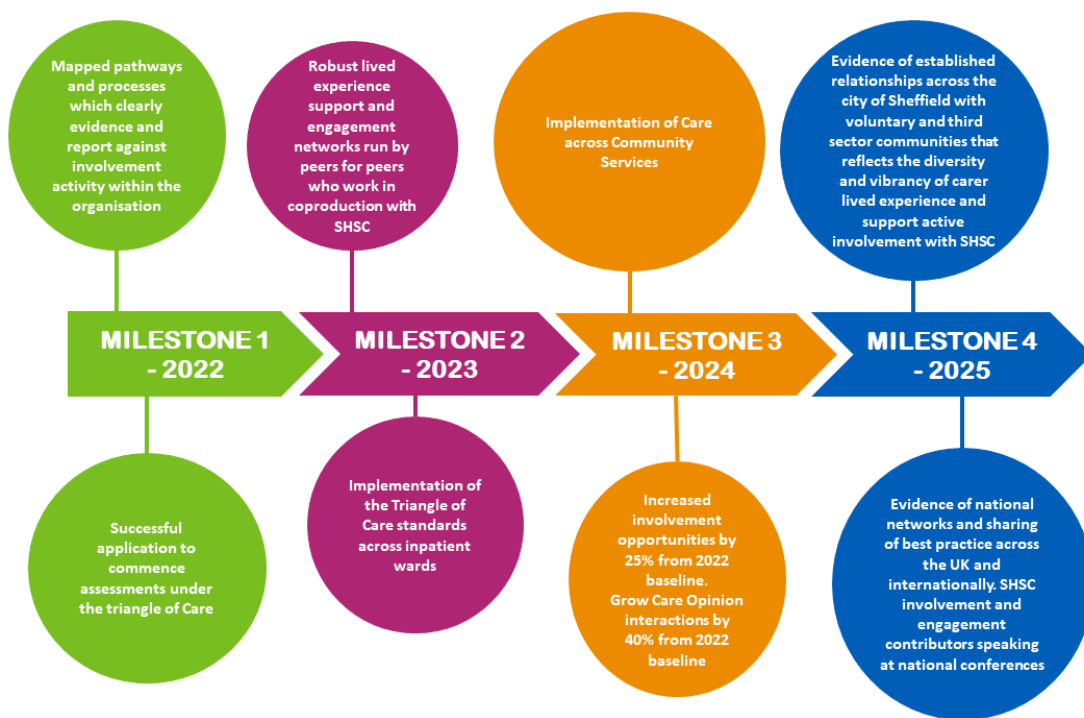 Mapped pathways
and processes
which clearly
evidence and
report against
involvement
activity within the
organisation
Robust lived
experience
support and
engagement
networks run by
peers for peers
who work in
coproduction with
SHSC
Implementation of Care
across Community
Services
Evidence of established
relationships across the
city of Sheffield with
voluntary and third
sector communities that
reflects the diversity
and vibrancy of carer
lived experience and
support active
involvement with SHSC
MILESTONE 1
- 2022
MILESTONE 2
- 2023
MILESTONE 3
- 2024
MILESTONE 4
- 2025
Successful
application to
commence
assessments under
the triangle of Care
Implementation of
the Triangle of
Care standards
across inpatient
wards
Increased
involvement
opportunities by
25% from 2022
baseline.
Grow Care Opinion
interactions by
40% from 2022
baseline
Evidence of national
networks and sharing
of best practice across
the UK and
internationally. SHSC
involvement and
engagement
contributors speaking
at national conferences